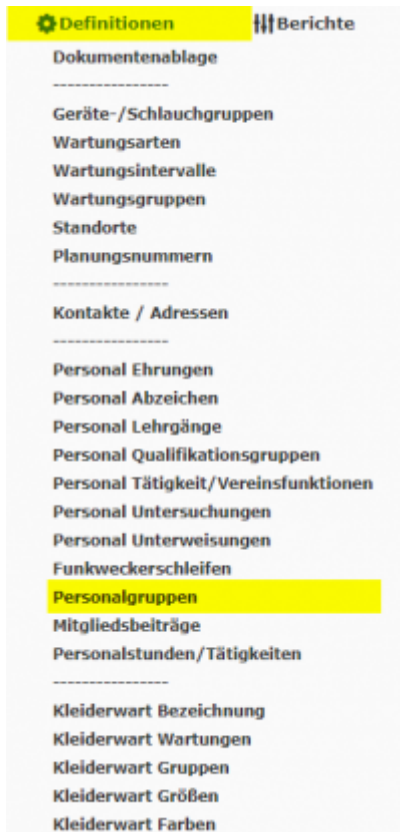 Definitionen Berichte
Dokumentenablage
----------------
Geräte-/Schlauchgruppen
Wartungsarten
Wartungsintervalle
Wartungsgruppen
Standorte
Planungsnummern
----------------
Kontakte / Adressen
----------------
Personal Ehrungen
Personal Abzeichen
Personal Lehrgänge
Personal Qualifikationsgruppen
Personal Tätigkeit/Vereinsfunktionen
Personal Untersuchungen
Personal Unterweisungen
Funkweckerschleifen
Personalgruppen
Mitgliedsbeiträge
Personalstunden/Tätigkeiten
----------------
Kleiderwart Bezeichnung
Kleiderwart Wartungen
Kleiderwart Gruppen
Kleiderwart Größen
Kleiderwart Farben